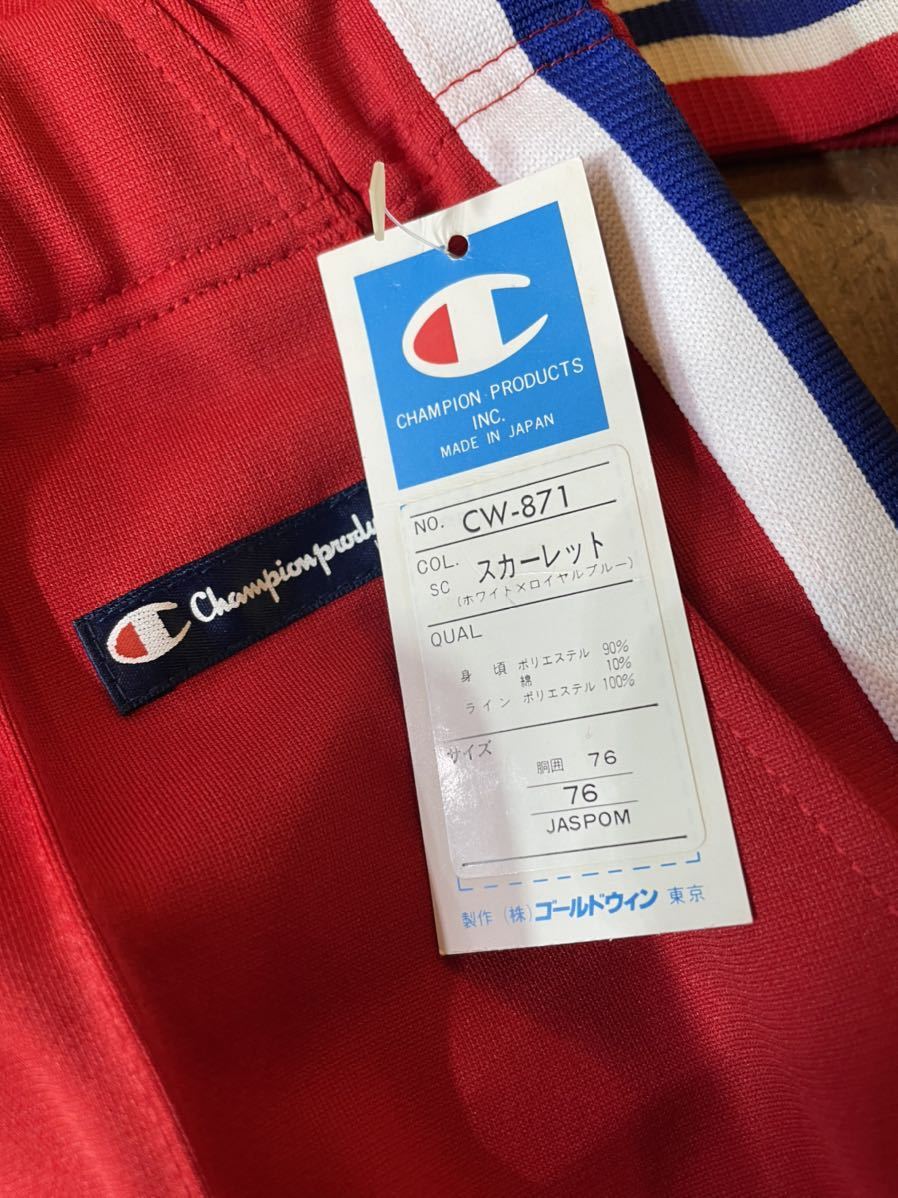 CHAMPION PRODUCTS
INC.
MADE IN JAPAN
NO. CW-871
COL.
SC スカーレット
(ホワイト×ロイヤルブルー)
QUAL
身 頃 ポリエステル 90%
綿 10%
ライン ポリエステル 100%
サイズ
胴囲 76
76
JASPOM
製作 (株)ゴールドウィン 東京
Champion produ